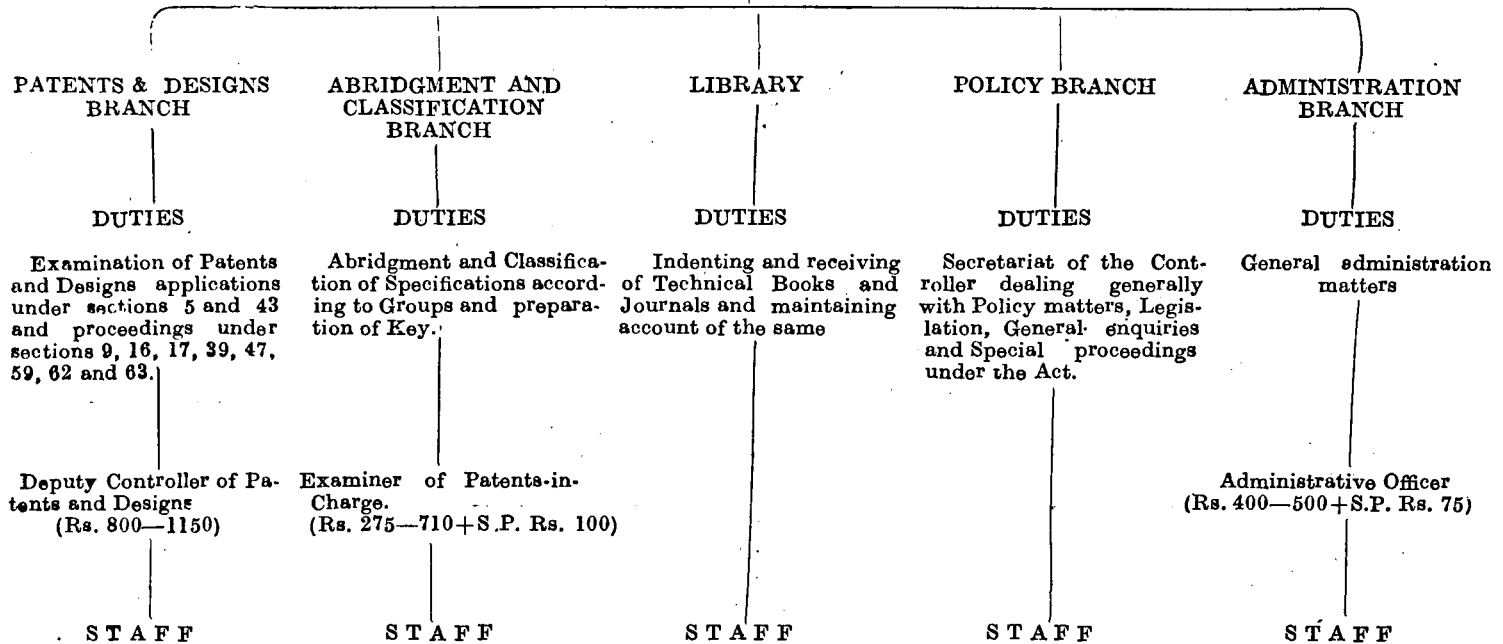 PATENTS & DESIGNS
BRANCH
DUTIES
Examination of Patents
and Designs applications
under sections 5 and 43
and proceedings under
sections 9, 16, 17, 39, 47,
59, 62 and 63.
Deputy Controller of Pa-
tents and Designs
(Rs. 800—1150)
STAFF
ABRIDGMENT AND
CLASSIFICATION
BRANCH
DUTIES
Abridgment and Classifica-
tion of Specifications accord-
ing to Groups and prepara-
tion of Key.
Examiner of Patents-in-
Charge.
(Rs. 275—710+S.P. Rs. 100)
STAFF
LIBRARY
DUTIES
Indenting and receiving
of Technical Books and
Journals and maintaining
account of the same
STAFF
POLICY BRANCH
DUTIES
Secretariat of the Cont-
roller dealing generally
with Policy matters, Legis-
lation, General enquiries
and Special proceedings
under the Act.
STAFF
ADMINISTRATION
BRANCH
DUTIES
General administration
matters
Administrative Officer
(Rs. 400—500+S.P. Rs. 75)
STAFF